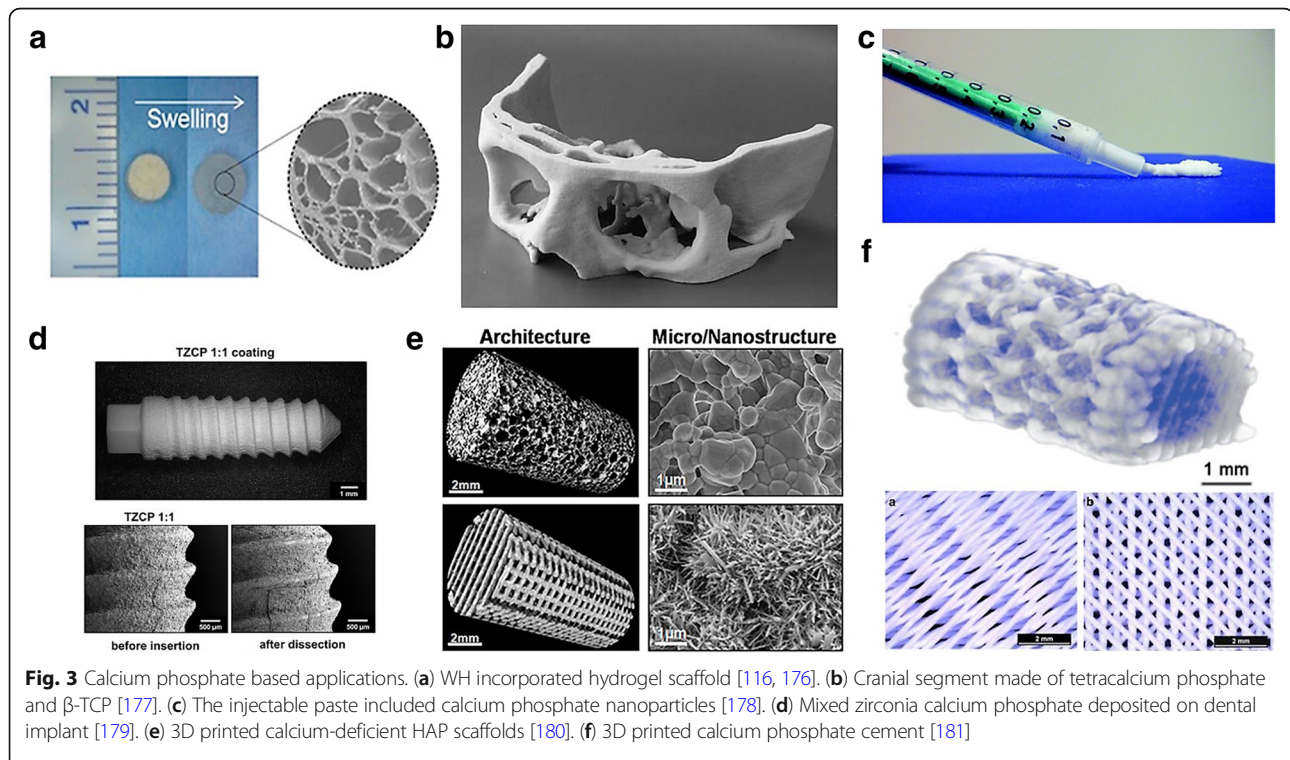 a
b
c
2
Swelling
1
0,2
0,1
f
d
TZCP 1:1 coating
1 mm
TZCP 1:1
500 µm
500 µm
before insertion
after dissection
e
Architecture
Micro/Nanostructure
2mm
1µm
2mm
1µm
1 mm
a
b
2 mm
2 mm
Fig. 3 Calcium phosphate based applications. (a) WH incorporated hydrogel scaffold [116, 176]. (b) Cranial segment made of tetracalcium phosphate
and β-TCP [177]. (c) The injectable paste included calcium phosphate nanoparticles [178]. (d) Mixed zirconia calcium phosphate deposited on dental
implant [179]. (e) 3D printed calcium-deficient HAP scaffolds [180]. (f) 3D printed calcium phosphate cement [181]